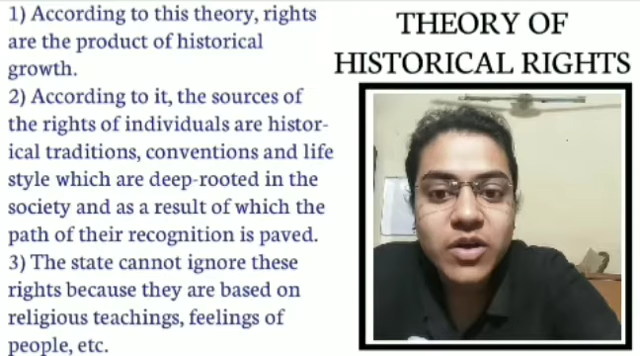 1) According to this theory, rights
are the product of historical
growth.
2) According to it, the sources of
the rights of individuals are histor-
ical traditions, conventions and life
style which are deep-rooted in the
society and as a result of which the
path of their recognition is paved.
3) The state cannot ignore these
rights because they are based on
religious teachings, feelings of
people, etc.
THEORY OF
HISTORICAL RIGHTS